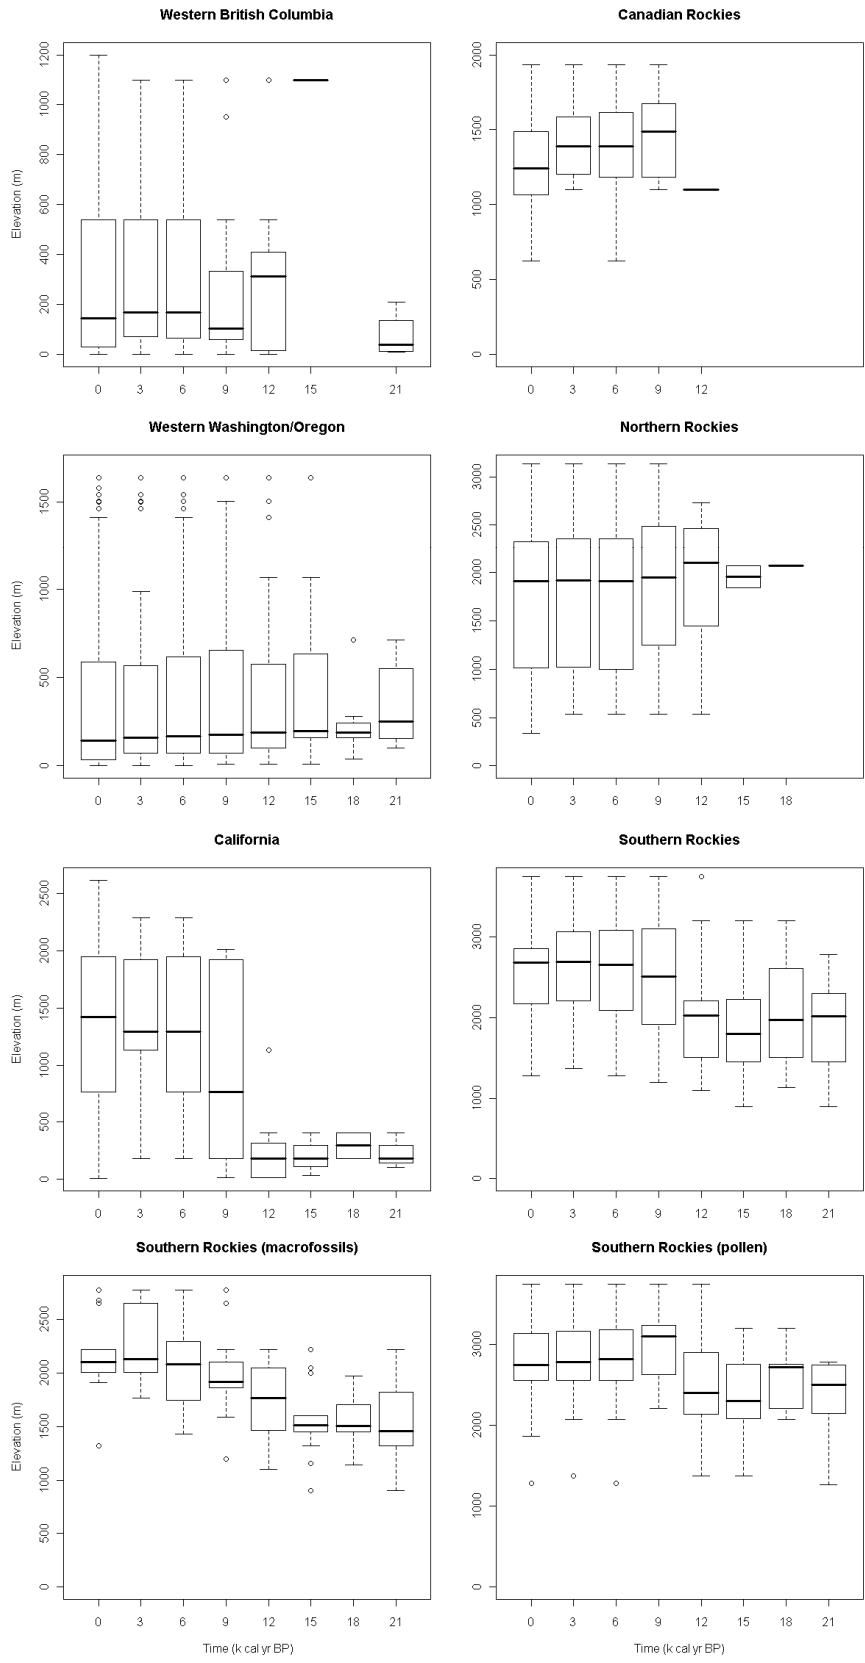 Western British Columbia
Elevation (m)
1200
1000
800
600
400
200
0
0 3 6 9 12 15 21
Canadian Rockies
2000
1500
1000
500
0
0 3 6 9 12
Western Washington/Oregon
Elevation (m)
1500
1000
500
0
0 3 6 9 12 15 18 21
Northern Rockies
3000
2500
2000
1500
1000
500
0
0 3 6 9 12 15 18
California
Elevation (m)
2500
2000
1500
1000
500
0
0 3 6 9 12 15 18 21
Southern Rockies
3000
2000
1000
0
0 3 6 9 12 15 18 21
Southern Rockies (macrofossils)
Elevation (m)
2500
2000
1500
1000
500
0
0 3 6 9 12 15 18 21
Time (k cal yr BP)
Southern Rockies (pollen)
3000
2000
1000
0
0 3 6 9 12 15 18 21
Time (k cal yr BP)